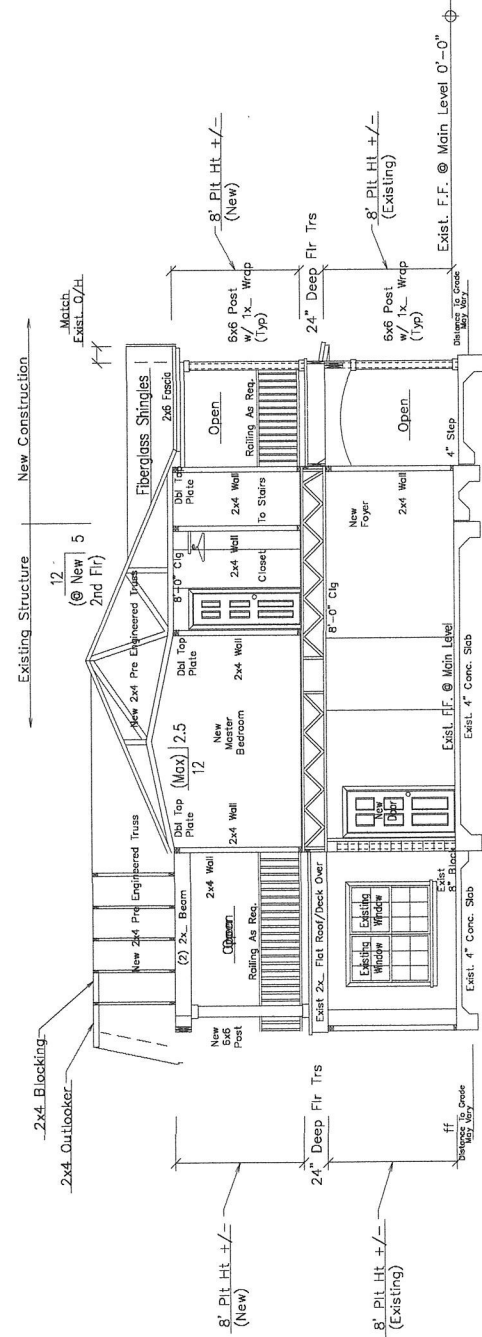 Existing Structure
New Construction
2x4 Blocking
2x4 Outlooker
12
5
(@ New
2nd Flr)
Match
Exist. O/H
New 2x4 Pre Engineered Truss
New 2x4 Pre Engineered Truss
Fiberglass Shingles
2x6 Fascia
(Max)
2.5
12
8' Plt Ht +/-
(New)
(2) 2x_ Beam
2x4 Wall
Open
Railing As Req.
New
6x6
Post
Dbl Top
Plate
2x4 Wall
New
Master
Bedroom
Dbl Top
Plate
2x4 Wall
8'-0" Clg
2x4 Wall
Closet
Dbl Top
Plate
2x4 Wall
To Stairs
Open
Railing As Req.
6x6 Post
w/ 1x_ Wrap
(Typ)
8' Plt Ht +/-
(New)
24" Deep Flr Trs
Exist 2x_ Flat Roof/Deck Over
24" Deep Flr Trs
8' Plt Ht +/-
(Existing)
Existing
Window
Existing
Window
Exist
8" Block
New
Door
8'-0" Clg
New
Foyer
2x4 Wall
Open
4" Step
6x6 Post
w/ 1x_ Wrap
(Typ)
8' Plt Ht +/-
(Existing)
ff
Distance To Grade
May Vary
Exist. 4" Conc. Slab
Exist. F.F. @ Main Level
Exist. 4" Conc. Slab
Distance To Grade
May Vary
Exist. F.F. @ Main Level 0'-0"